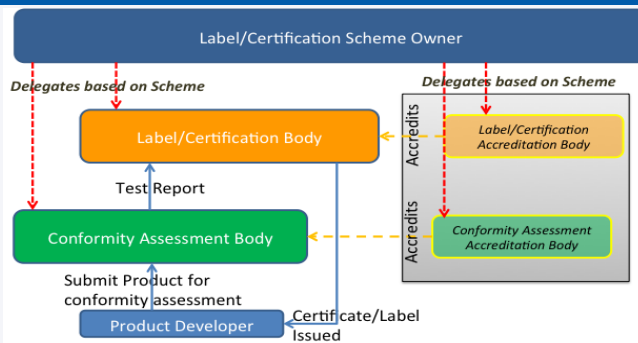 Label/Certification Scheme Owner
Delegates based on Scheme
Delegates based on Scheme
Label/Certification Body
Accredits
Label/Certification
Accreditation Body
Test Report
Conformity Assessment Body
Accredits
Conformity Assessment
Accreditation Body
Submit Product for
conformity assessment
Product Developer
Certificate/Label
Issued